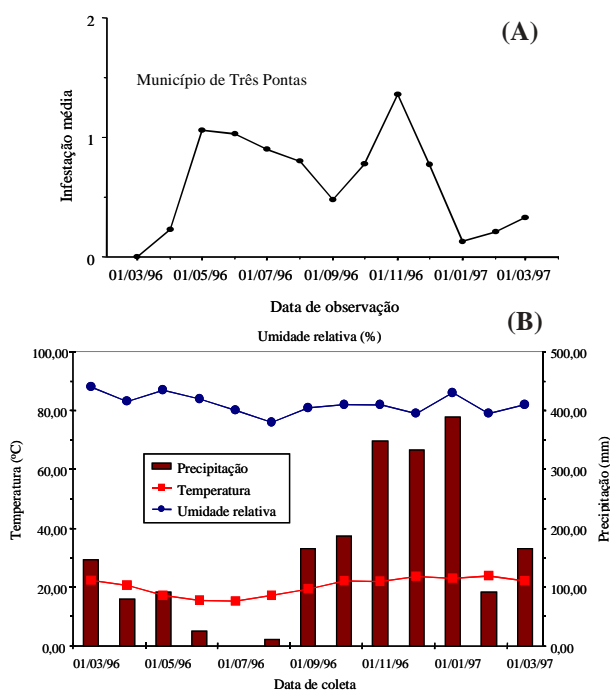 (A)
2
Município de Três Pontas
Infestação média
1
0
01/03/96 01/05/96 01/07/96 01/09/96 01/11/96 01/01/97 01/03/97
Data de observação
(B)
Umidade relativa (%)
100,00 500,00
80,00 400,00
60,00 300,00
40,00 200,00
20,00 100,00
0,00 0,00
Temperatura (ºC)
Precipitação (mm)
Precipitação
Temperatura
Umidade relativa
01/03/96 01/05/96 01/07/96 01/09/96 01/11/96 01/01/97 01/03/97
Data de coleta